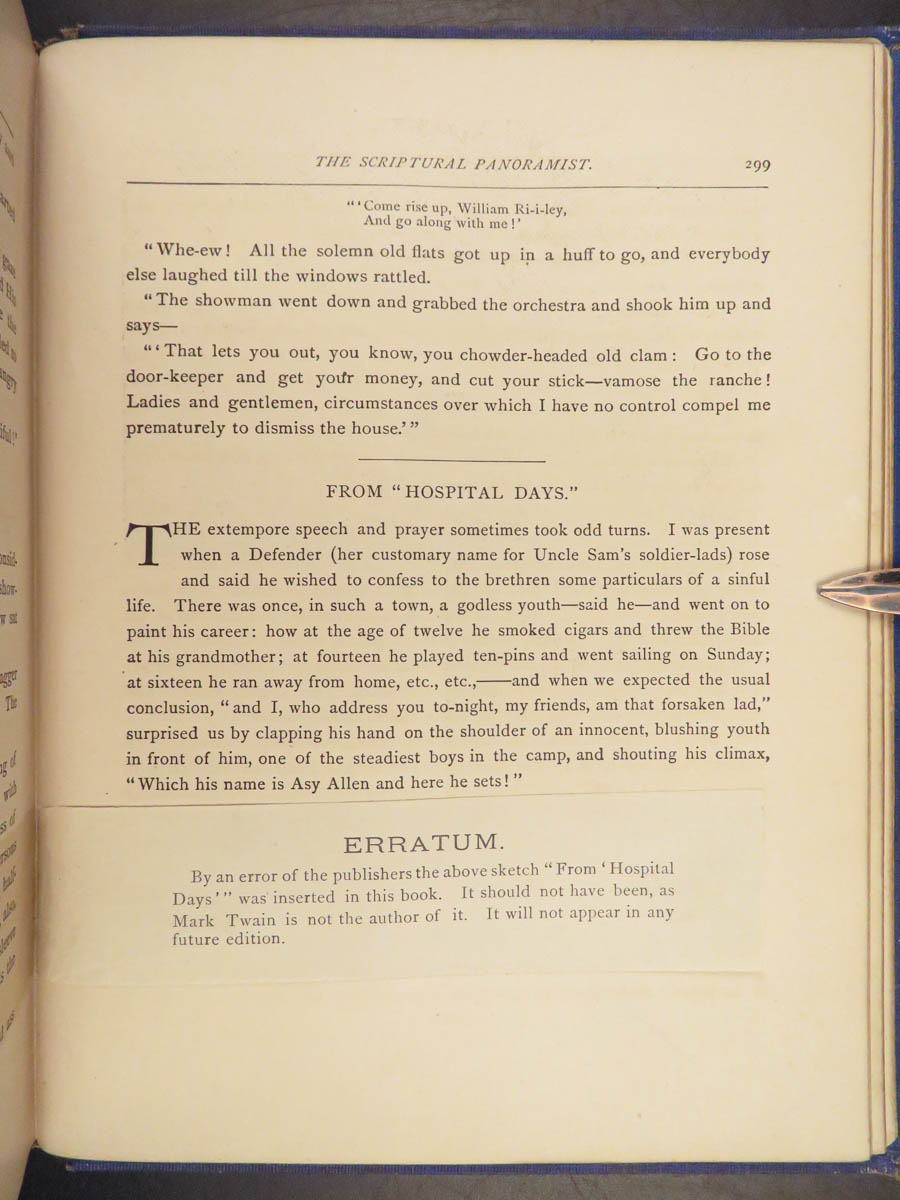 THE SCRIPTURAL PANORAMIST. 299
"'Come rise up, William Ri-i-ley,
And go along with me!'
"Whe-ew! All the solemn old flats got up in a huff to go, and everybody
else laughed till the windows rattled.
"The showman went down and grabbed the orchestra and shook him up and
says—
"'That lets you out, you know, you chowder-headed old clam: Go to the
door-keeper and get your money, and cut your stick—vamose the ranche!
Ladies and gentlemen, circumstances over which I have no control compel me
prematurely to dismiss the house.'"
FROM "HOSPITAL DAYS."
THE extempore speech and prayer sometimes took odd turns. I was present
when a Defender (her customary name for Uncle Sam's soldier-lads) rose
and said he wished to confess to the brethren some particulars of a sinful
life. There was once, in such a town, a godless youth—said he—and went on to
paint his career: how at the age of twelve he smoked cigars and threw the Bible
at his grandmother; at fourteen he played ten-pins and went sailing on Sunday;
at sixteen he ran away from home, etc., etc.,——and when we expected the usual
conclusion, "and I, who address you to-night, my friends, am that forsaken lad,"
surprised us by clapping his hand on the shoulder of an innocent, blushing youth
in front of him, one of the steadiest boys in the camp, and shouting his climax,
"Which his name is Asy Allen and here he sets!"
ERRATUM.
By an error of the publishers the above sketch "From 'Hospital
Days'" was inserted in this book. It should not have been, as
Mark Twain is not the author of it. It will not appear in any
future edition.